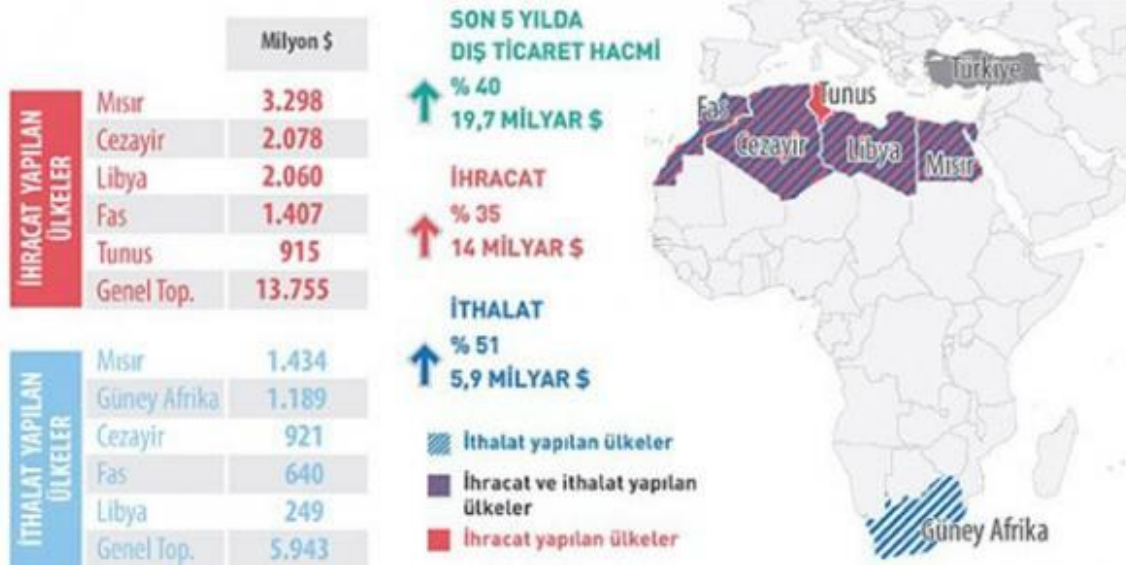 Milyon $
İHRACAT YAPILAN
ÜLKELER
Mısır 3.298
Cezayir 2.078
Libya 2.060
Fas 1.407
Tunus 915
Genel Top. 13.755
İTHALAT YAPILAN
ÜLKELER
Mısır 1.434
Güney Afrika 1.189
Cezayir 921
Fas 640
Libya 249
Genel Top. 5.943
SON 5 YILDA
DIŞ TİCARET HACMİ
% 40
19,7 MİLYAR $
İHRACAT
% 35
14 MİLYAR $
İTHALAT
% 51
5,9 MİLYAR $
İthalat yapılan ülkeler
İhracat ve ithalat yapılan
ülkeler
İhracat yapılan ülkeler
Türkiye
Fas
Tunus
Cezayir
Libya
Mısır
Güney Afrika